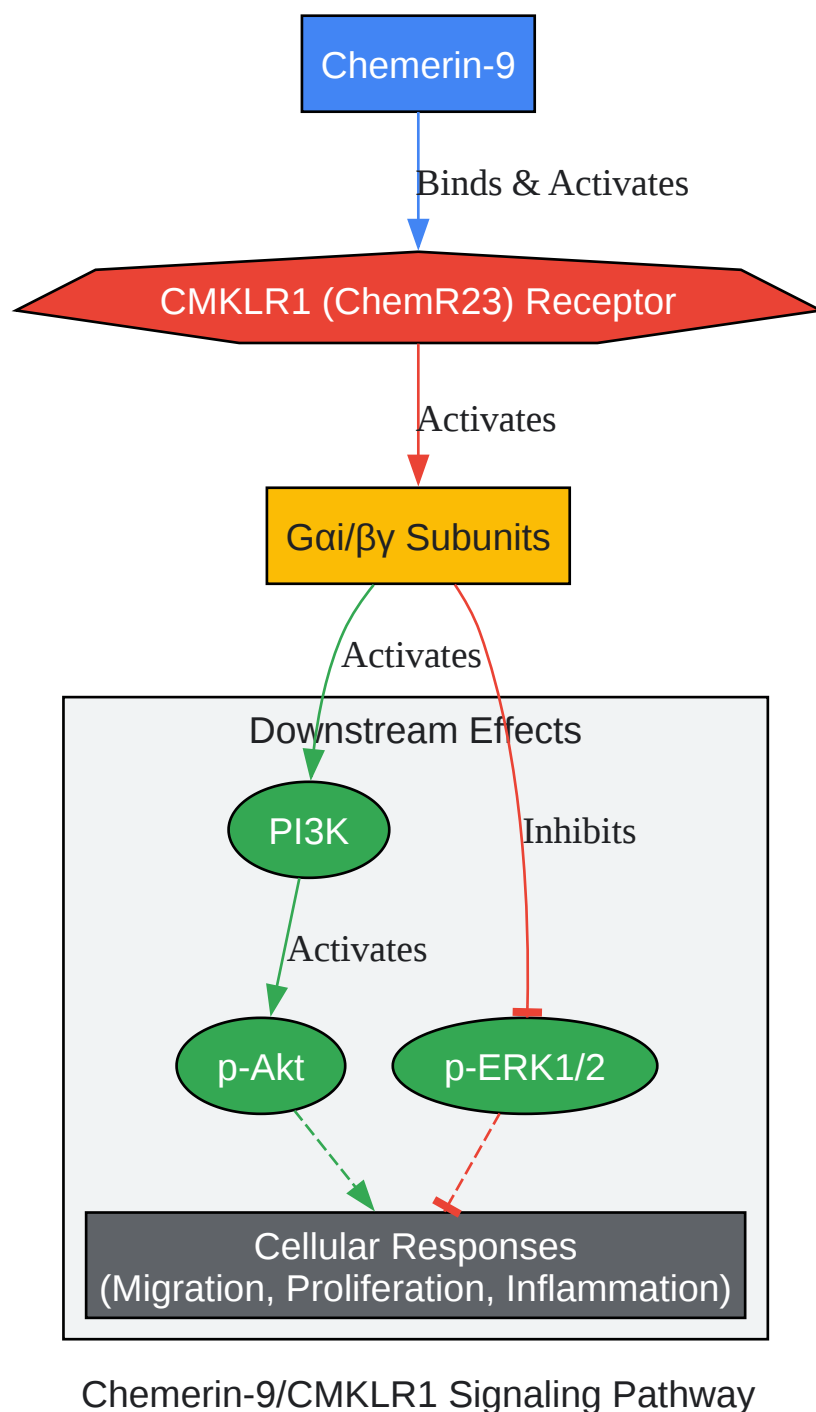 Chemerin-9
Binds & Activates
CMKLR1 (ChemR23) Receptor
Activates
Gαi/βγ Subunits
Activates
Downstream Effects
PI3K
Inhibits
Activates
p-Akt
p-ERK1/2
Cellular Responses
(Migration, Proliferation, Inflammation)
Chemerin-9/CMKLR1 Signaling Pathway